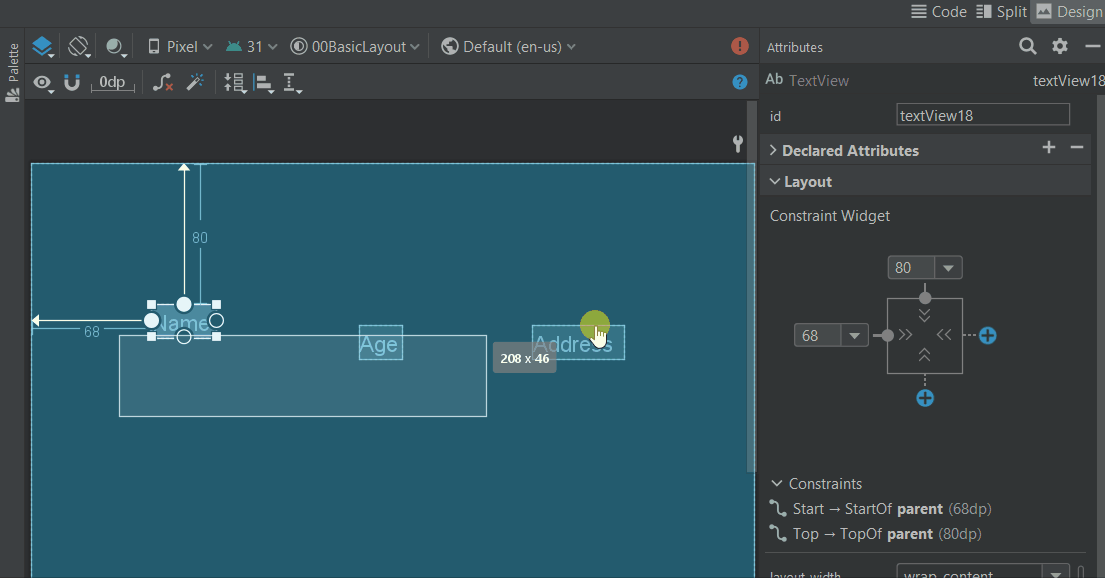 Code Split Design
Palette
Pixel 31 00BasicLayout Default (en-us)
0dp
?
80
68
Name
Age
Address
208 x 46
Attributes
Ab TextView textView18
id textView18
Declared Attributes
Layout
Constraint Widget
80
68
Constraints
Start → StartOf parent (68dp)
Top → TopOf parent (80dp)
layout_width wrap_content